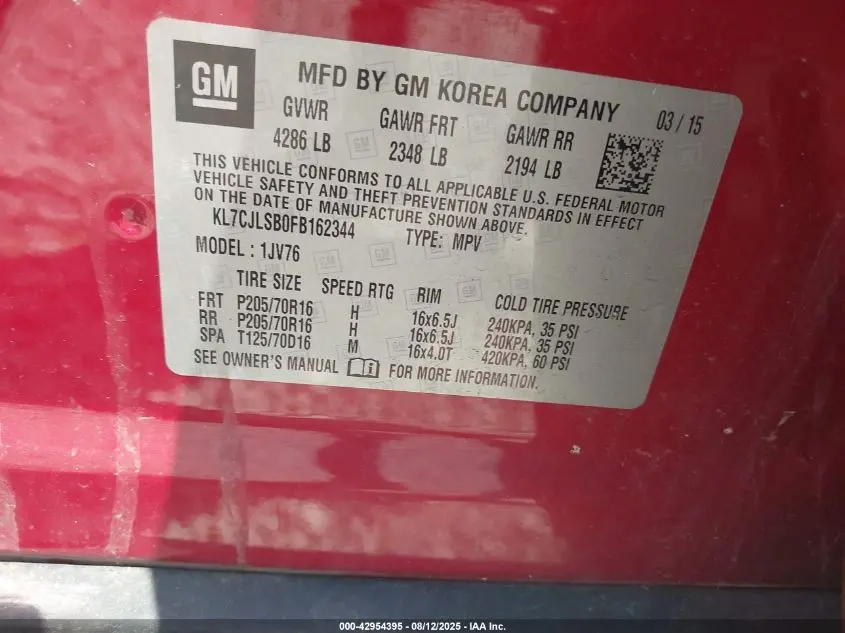 GM
MFD BY GM KOREA COMPANY 03 / 15
GVWR GAWR FRT GAWR RR
4286 LB 2348 LB 2194 LB
THIS VEHICLE CONFORMS TO ALL APPLICABLE U.S. FEDERAL MOTOR
VEHICLE SAFETY AND THEFT PREVENTION STANDARDS IN EFFECT
ON THE DATE OF MANUFACTURE SHOWN ABOVE.
KL7CJLSB0FB162344 TYPE: MPV
MODEL : 1JV76
TIRE SIZE SPEED RTG RIM COLD TIRE PRESSURE
FRT P205/70R16 H 16x6.5J 240KPA, 35 PSI
RR P205/70R16 H 16x6.5J 240KPA, 35 PSI
SPA T125/70D16 M 16x4.0T 420KPA, 60 PSI
SEE OWNER'S MANUAL FOR MORE INFORMATION.
000-42954395 - 08/12/2025 - IAA Inc.